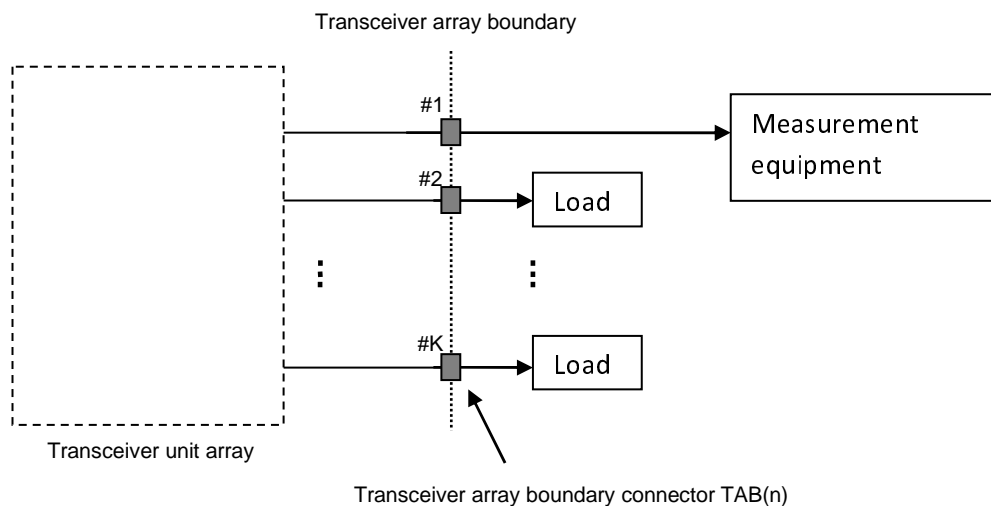 Transceiver array boundary
#1
Measurement
equipment
#2
Load
#K
Load
Transceiver unit array
Transceiver array boundary connector TAB(n)